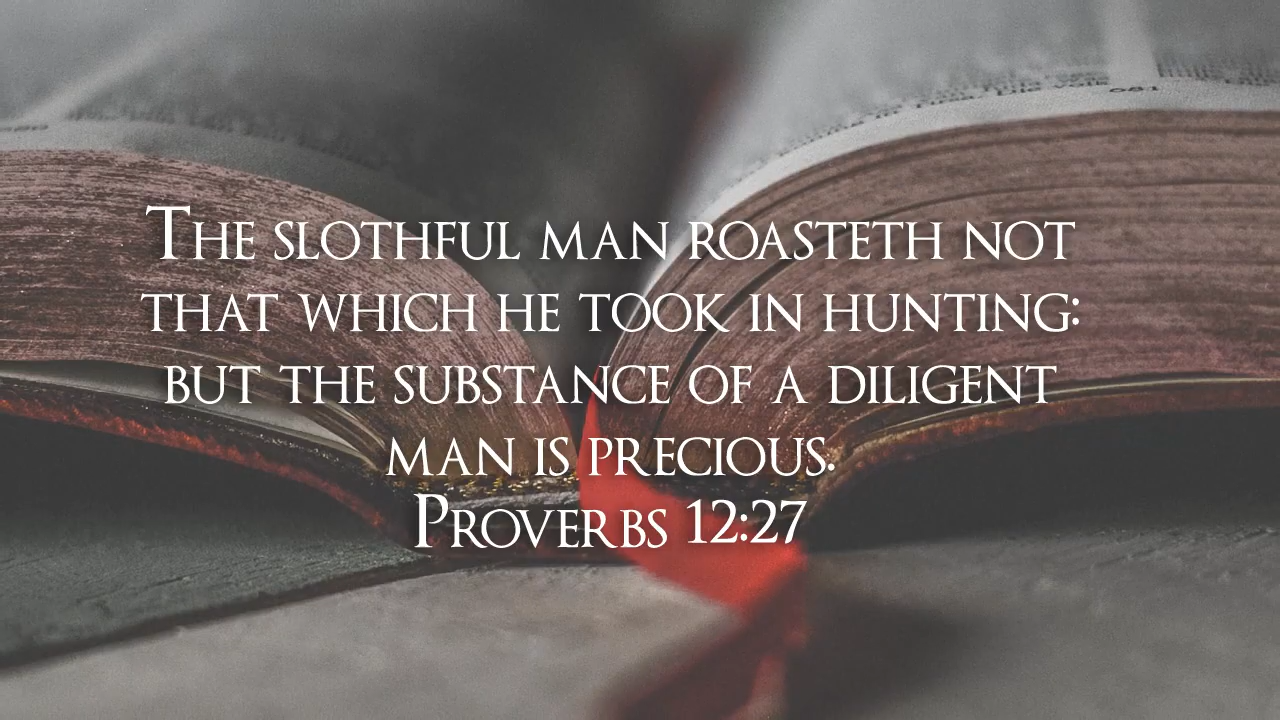 The slothful man roasteth not
that which he took in hunting:
but the substance of a diligent
man is precious.
Proverbs 12:27
681